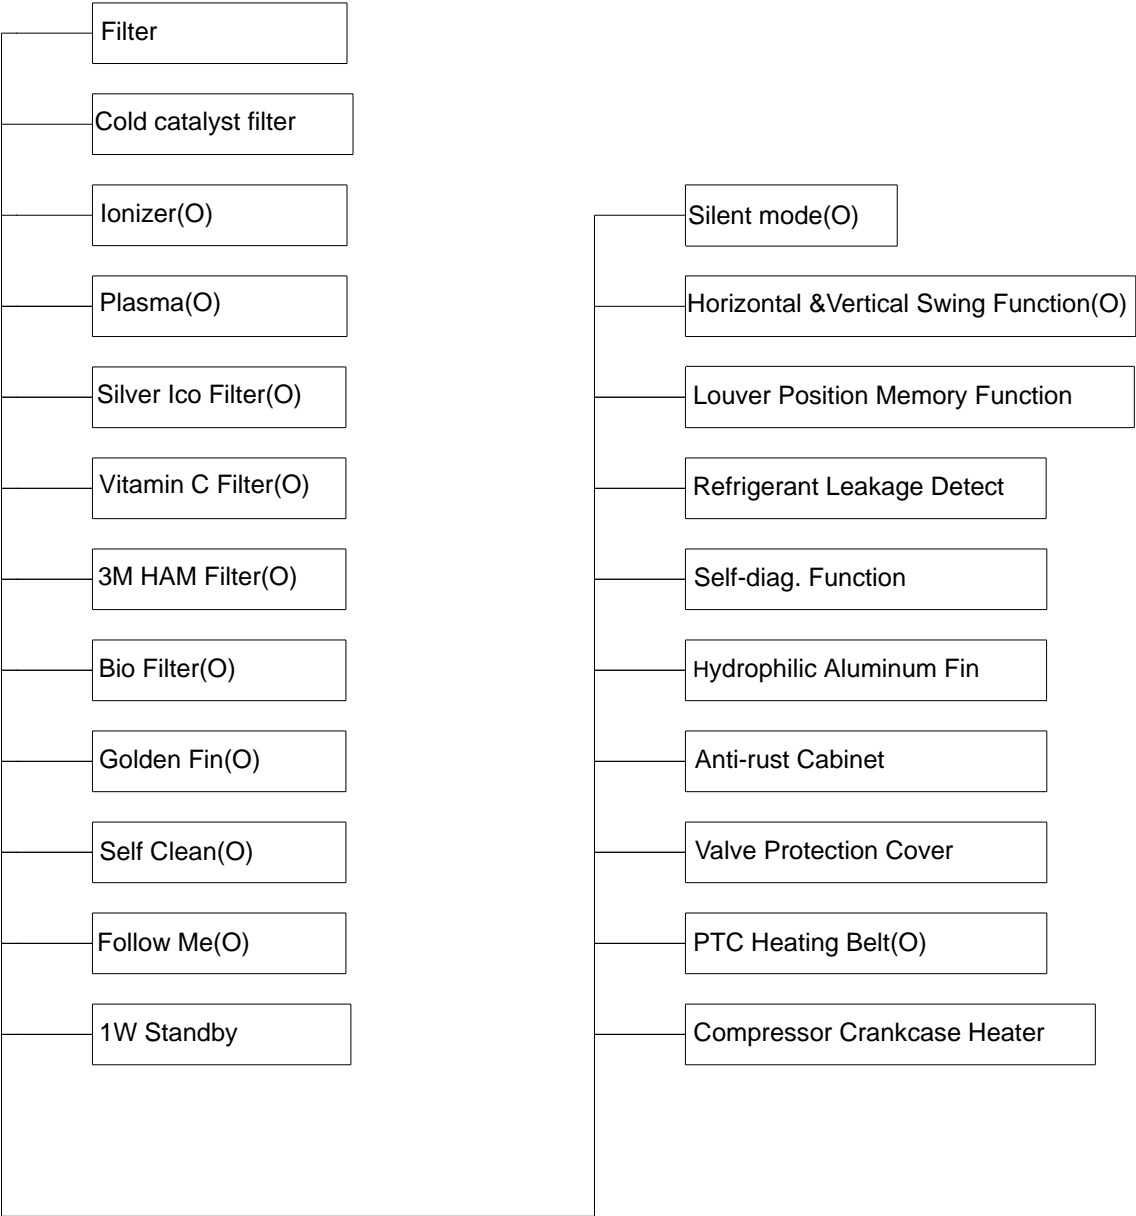 Filter
Cold catalyst filter
Ionizer(O)
Plasma(O)
Silver Ico Filter(O)
Vitamin C Filter(O)
3M HAM Filter(O)
Bio Filter(O)
Golden Fin(O)
Self Clean(O)
Follow Me(O)
1W Standby
Silent mode(O)
Horizontal &Vertical Swing Function(O)
Louver Position Memory Function
Refrigerant Leakage Detect
Self-diag. Function
Hydrophilic Aluminum Fin
Anti-rust Cabinet
Valve Protection Cover
PTC Heating Belt(O)
Compressor Crankcase Heater